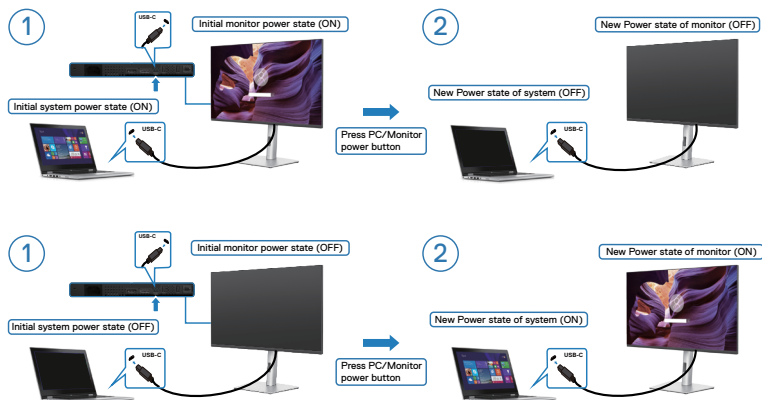 1
USB-C
Initial monitor power state (ON)
Initial system power state (ON)
USB-C
Press PC/Monitor
power button
2
New Power state of monitor (OFF)
New Power state of system (OFF)
USB-C
1
USB-C
Initial monitor power state (OFF)
Initial system power state (OFF)
USB-C
Press PC/Monitor
power button
2
New Power state of monitor (ON)
New Power state of system (ON)
USB-C